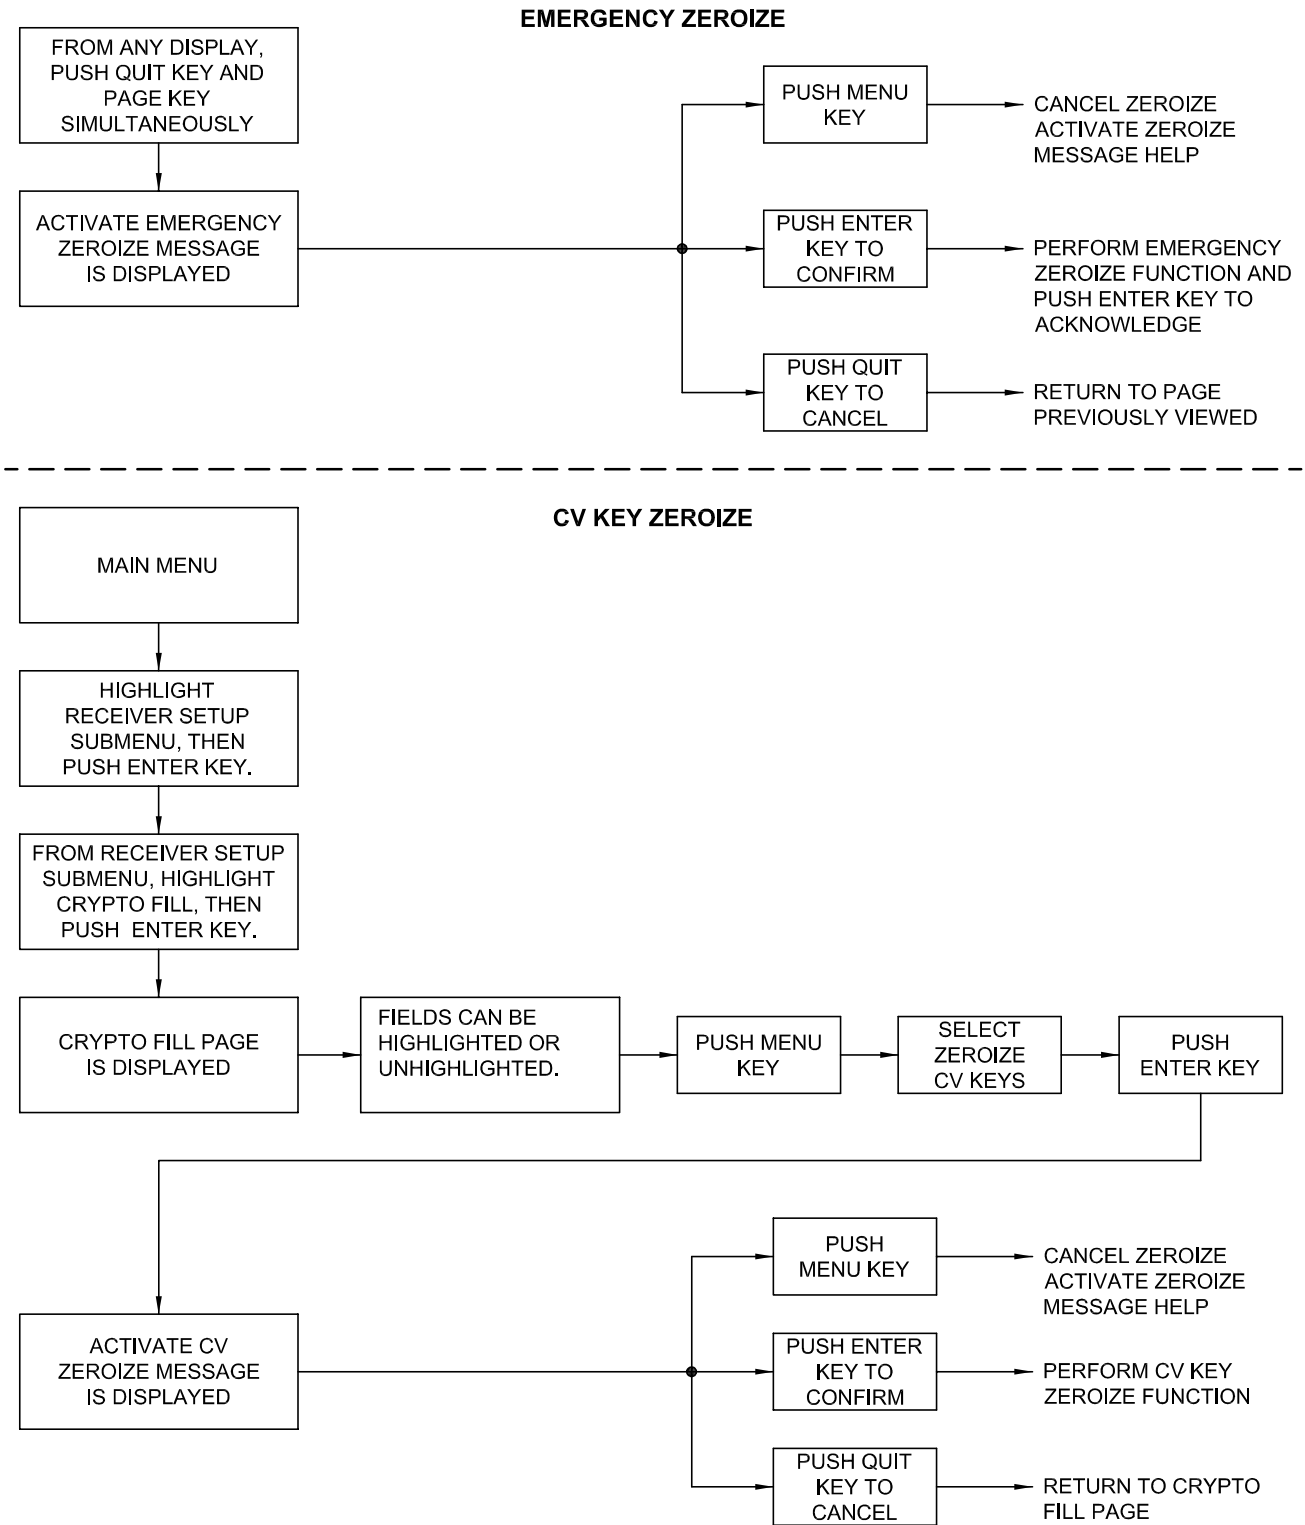 EMERGENCY ZEROIZE
FROM ANY DISPLAY,
PUSH QUIT KEY AND
PAGE KEY
SIMULTANEOUSLY
ACTIVATE EMERGENCY
ZEROIZE MESSAGE
IS DISPLAYED
PUSH MENU
KEY
CANCEL ZEROIZE
ACTIVATE ZEROIZE
MESSAGE HELP
PUSH ENTER
KEY TO
CONFIRM
PERFORM EMERGENCY
ZEROIZE FUNCTION AND
PUSH ENTER KEY TO
ACKNOWLEDGE
PUSH QUIT
KEY TO
CANCEL
RETURN TO PAGE
PREVIOUSLY VIEWED
CV KEY ZEROIZE
MAIN MENU
HIGHLIGHT
RECEIVER SETUP
SUBMENU, THEN
PUSH ENTER KEY.
FROM RECEIVER SETUP
SUBMENU, HIGHLIGHT
CRYPTO FILL, THEN
PUSH ENTER KEY.
CRYPTO FILL PAGE
IS DISPLAYED
FIELDS CAN BE
HIGHLIGHTED OR
UNHIGHLIGHTED.
PUSH MENU
KEY
SELECT
ZEROIZE
CV KEYS
PUSH
ENTER KEY
ACTIVATE CV
ZEROIZE MESSAGE
IS DISPLAYED
PUSH
MENU KEY
CANCEL ZEROIZE
ACTIVATE ZEROIZE
MESSAGE HELP
PUSH ENTER
KEY TO
CONFIRM
PERFORM CV KEY
ZEROIZE FUNCTION
PUSH QUIT
KEY TO
CANCEL
RETURN TO CRYPTO
FILL PAGE